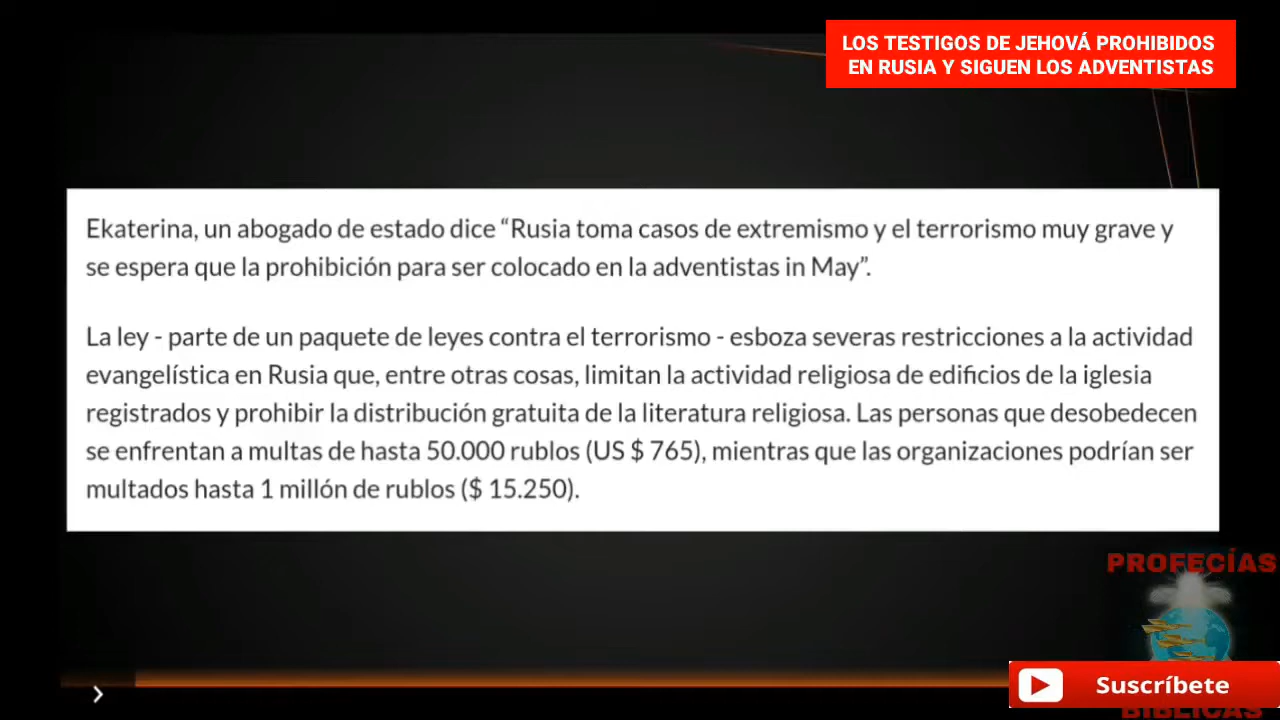 LOS TESTIGOS DE JEHOVÁ PROHIBIDOS
EN RUSIA Y SIGUEN LOS ADVENTISTAS
Ekaterina, un abogado de estado dice “Rusia toma casos de extremismo y el terrorismo muy grave y
se espera que la prohibición para ser colocado en la adventistas in May”.
La ley - parte de un paquete de leyes contra el terrorismo - esboza severas restricciones a la actividad
evangelística en Rusia que, entre otras cosas, limitan la actividad religiosa de edificios de la iglesia
registrados y prohibir la distribución gratuita de la literatura religiosa. Las personas que desobedecen
se enfrentan a multas de hasta 50.000 rublos (US $ 765), mientras que las organizaciones podrían ser
multados hasta 1 millón de rublos ($ 15.250).
PROFECÍAS
Suscríbete
BÍBLICAS